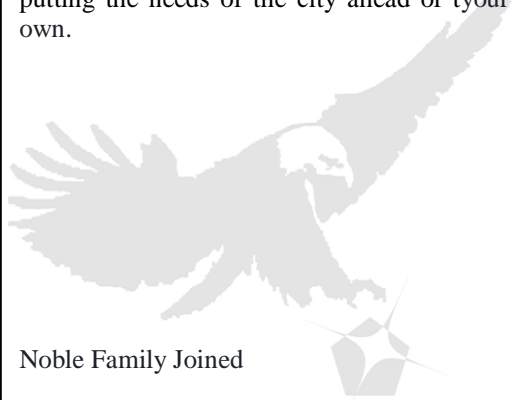 putting the needs of the city ahead of tyour
own.
Noble Family Joined